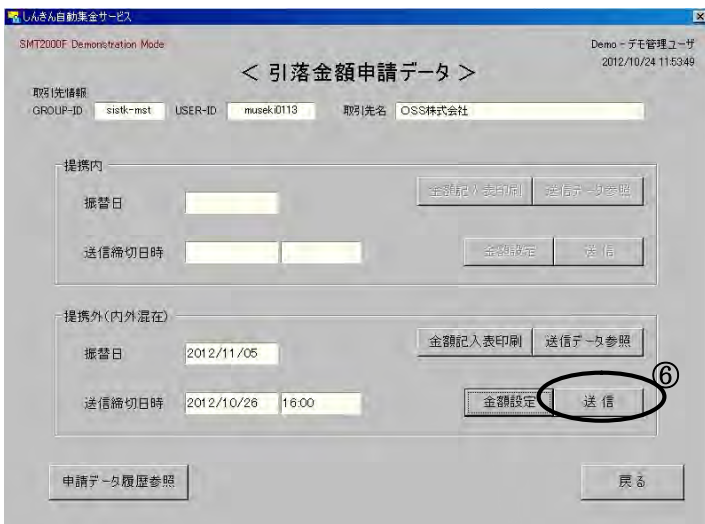 しんきん自動集金サービス
SMT2000F Demonstration Mode
Demo - デモ管理ユーザ
2012/10/24 11:53:49
< 引落金額申請データ >
取引先情報
GROUP-ID sistk-mst USER-ID museki0113 取引先名 OSS株式会社
提携内
金額記入表印刷 送信データ参照
振替日
送信締切日時
金額設定 送 信
提携外(内外混在)
金額記入表印刷 送信データ参照
振替日 2012/11/05
⑥
送信締切日時 2012/10/26 16:00 金額設定 送 信
申請データ履歴参照 戻 る